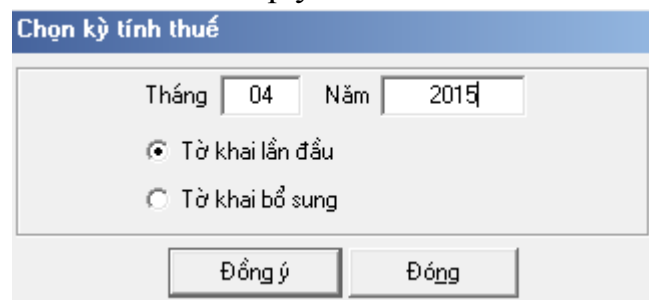 Chọn kỳ tính thuế
Tháng 04 Năm 2015
Tờ khai lần đầu
Tờ khai bổ sung
Đồng ý Đóng